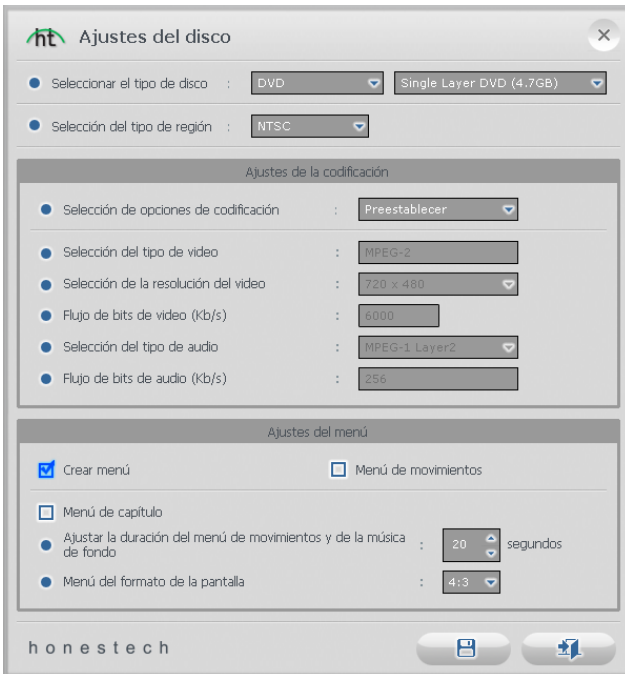 ht Ajustes del disco
Seleccionar el tipo de disco : DVD Single Layer DVD (4.7GB)
Selección del tipo de región : NTSC
Ajustes de la codificación
Selección de opciones de codificación : Preestablecer
Selección del tipo de video : MPEG-2
Selección de la resolución del video : 720 x 480
Flujo de bits de video (Kb/s) : 6000
Selección del tipo de audio : MPEG-1 Layer2
Flujo de bits de audio (Kb/s) : 256
Ajustes del menú
Crear menú Menú de movimientos
Menú de capítulo
Ajustar la duración del menú de movimientos y de la música
de fondo : 20 segundos
Menú del formato de la pantalla : 4:3
honestech